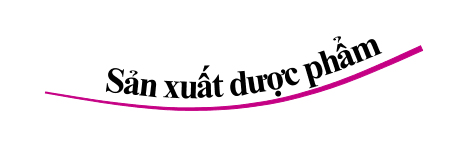 Sản xuất dược phẩm